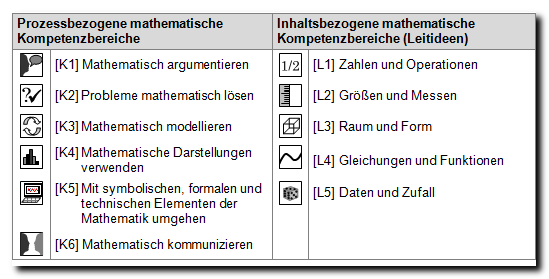 Prozessbezogene mathematische
Kompetenzbereiche
[K1] Mathematisch argumentieren
[K2] Probleme mathematisch lösen
[K3] Mathematisch modellieren
[K4] Mathematische Darstellungen
verwenden
[K5] Mit symbolischen, formalen und
technischen Elementen der
Mathematik umgehen
[K6] Mathematisch kommunizieren
Inhaltsbezogene mathematische
Kompetenzbereiche (Leitideen)
1/2 [L1] Zahlen und Operationen
[L2] Größen und Messen
[L3] Raum und Form
[L4] Gleichungen und Funktionen
[L5] Daten und Zufall